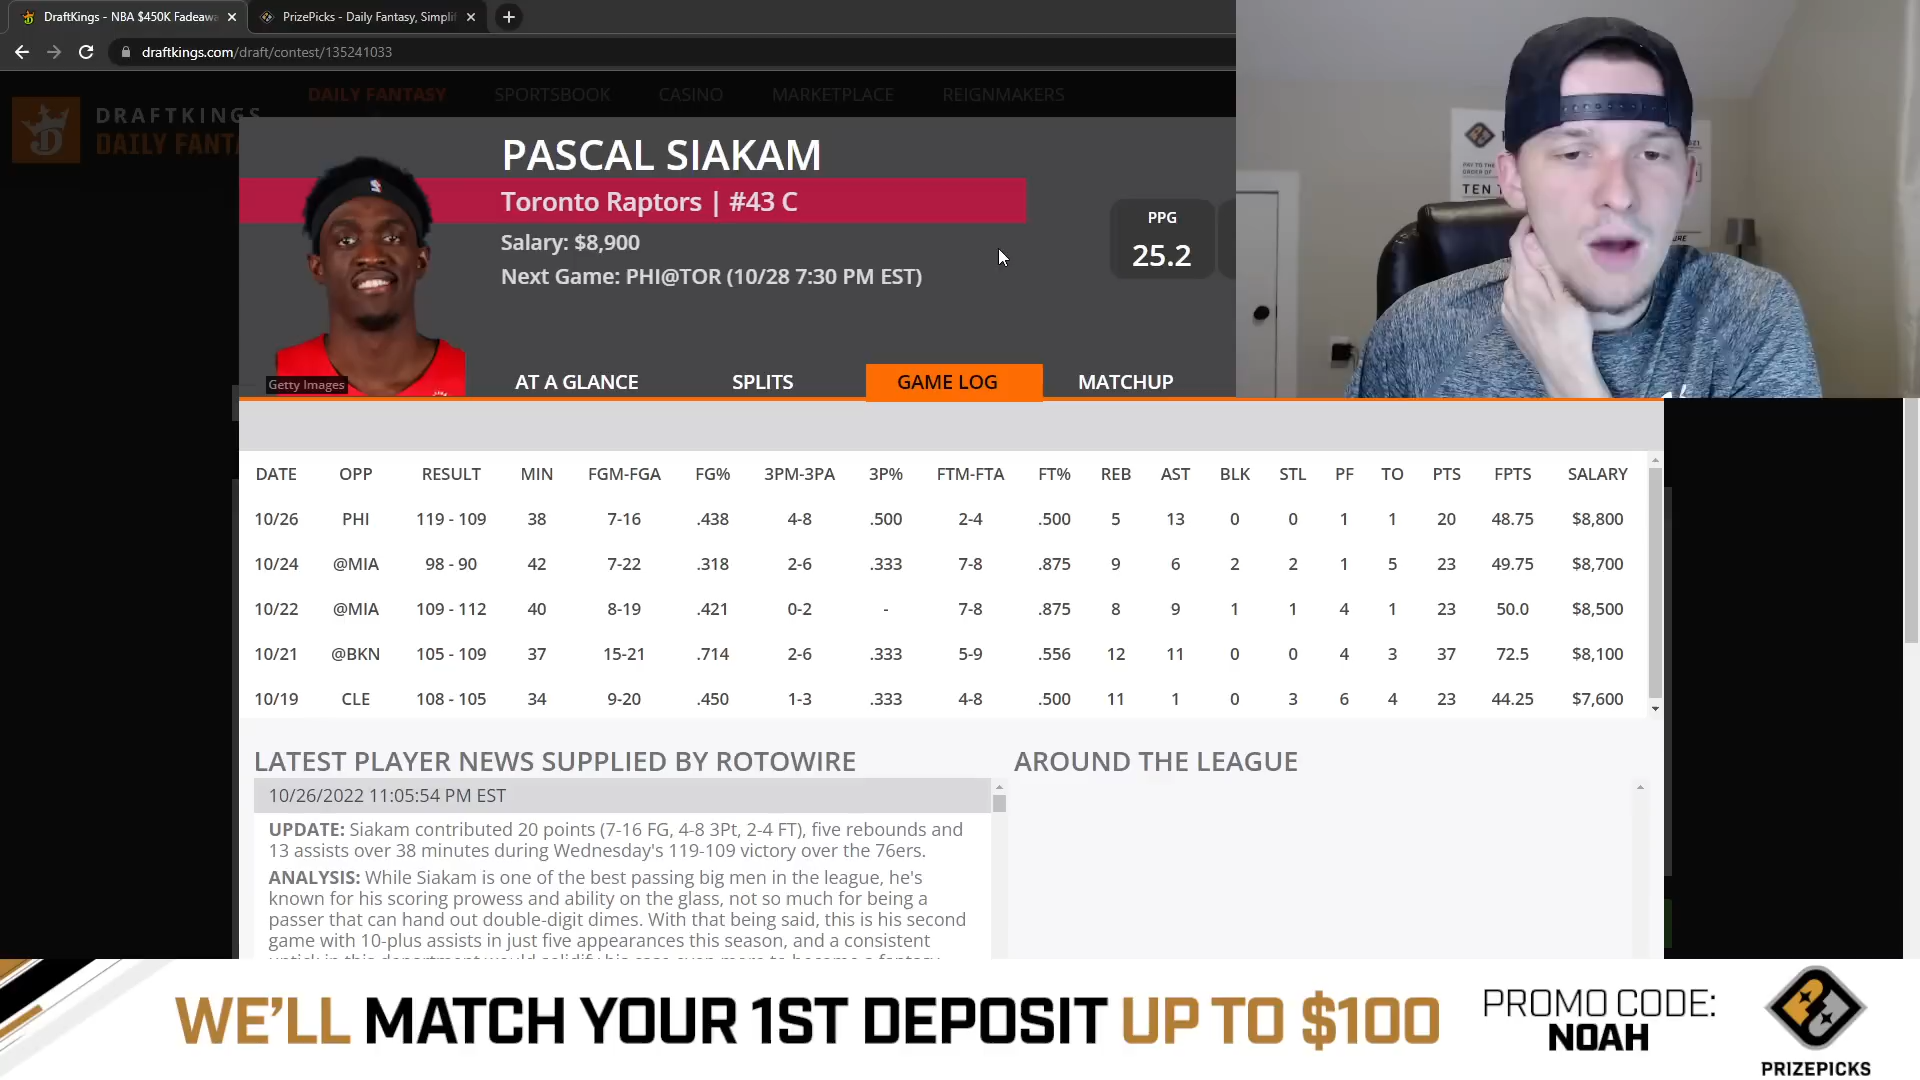 DraftKings - NBA $450K Fadeawa
PrizePicks - Daily Fantasy, Simplif
draftkings.com/draft/contest/135241033
DRAFTKINGS
DAILY FANTA
DAILY FANTASY SPORTSBOOK CASINO MARKETPLACE REIGNMAKERS
PASCAL SIAKAM
Toronto Raptors | #43 C
Salary: $8,900
Next Game: PHI@TOR (10/28 7:30 PM EST)
PPG
25.2
PAY TO THE
ORDER OF
TEN
Getty Images
AT A GLANCE SPLITS GAME LOG MATCHUP
DATE OPP RESULT MIN FGM-FGA FG% 3PM-3PA 3P% FTM-FTA FT% REB AST BLK STL PF TO PTS FPTS SALARY
10/26 PHI 119 - 109 38 7-16 .438 4-8 .500 2-4 .500 5 13 0 0 1 1 20 48.75 $8,800
10/24 @MIA 98 - 90 42 7-22 .318 2-6 .333 7-8 .875 9 6 2 2 1 5 23 49.75 $8,700
10/22 @MIA 109 - 112 40 8-19 .421 0-2 - 7-8 .875 8 9 1 1 4 1 23 50.0 $8,500
10/21 @BKN 105 - 109 37 15-21 .714 2-6 .333 5-9 .556 12 11 0 0 4 3 37 72.5 $8,100
10/19 CLE 108 - 105 34 9-20 .450 1-3 .333 4-8 .500 11 1 0 3 6 4 23 44.25 $7,600
LATEST PLAYER NEWS SUPPLIED BY ROTOWIRE
10/26/2022 11:05:54 PM EST
UPDATE: Siakam contributed 20 points (7-16 FG, 4-8 3Pt, 2-4 FT), five rebounds and
13 assists over 38 minutes during Wednesday's 119-109 victory over the 76ers.
ANALYSIS: While Siakam is one of the best passing big men in the league, he's
known for his scoring prowess and ability on the glass, not so much for being a
passer that can hand out double-digit dimes. With that being said, this is his second
game with 10-plus assists in just five appearances this season, and a consistent
AROUND THE LEAGUE
WE'LL MATCH YOUR 1ST DEPOSIT UP TO $100
PROMO CODE:
NOAH
PRIZEPICKS